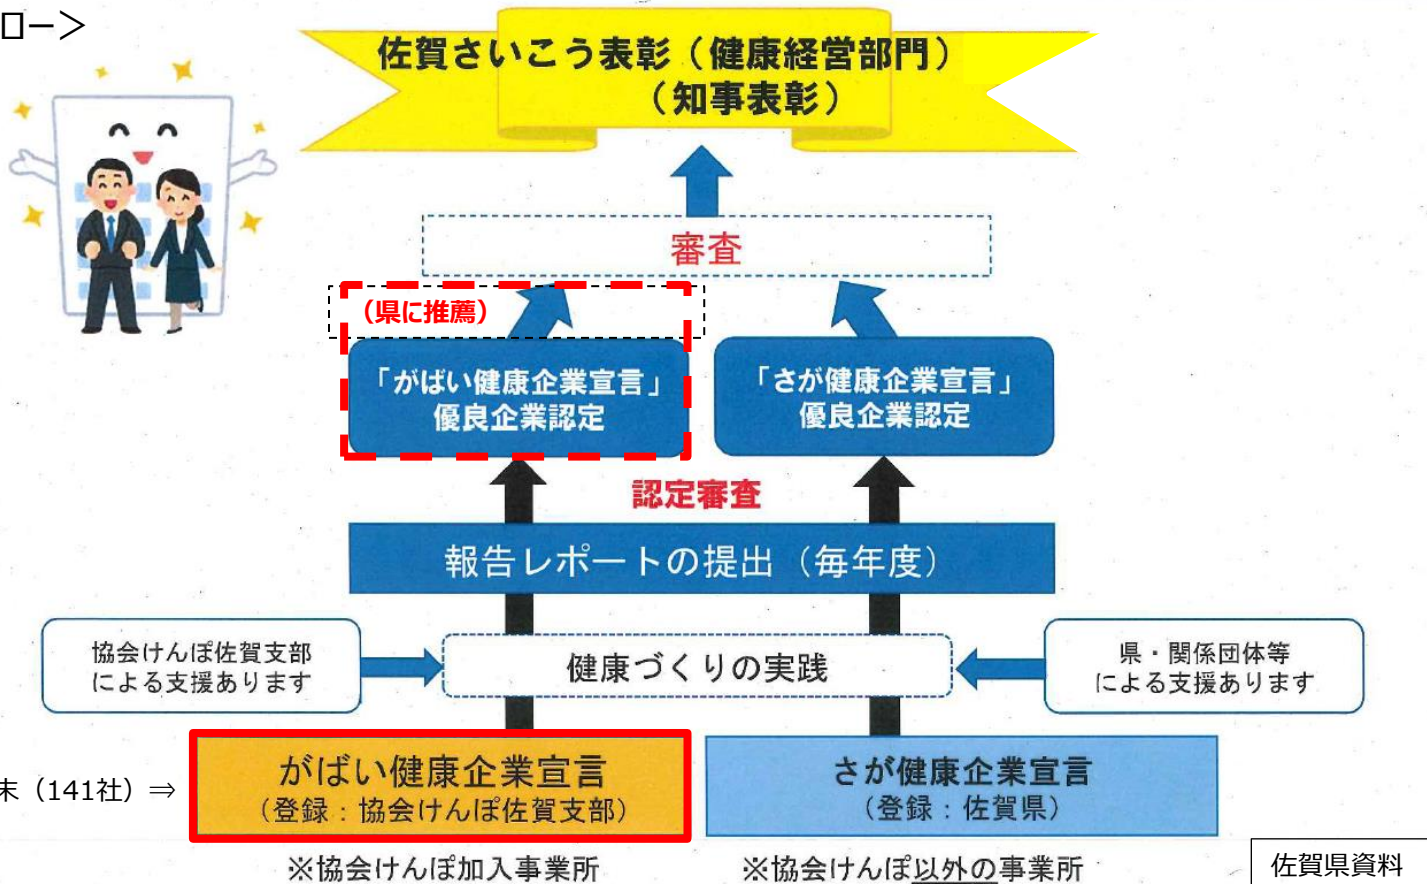 ロー＞
佐賀さいこう表彰（健康経営部門）
（知事表彰）
審査
（県に推薦）
「がばい健康企業宣言」
優良企業認定
「さが健康企業宣言」
優良企業認定
認定審査
報告レポートの提出（毎年度）
協会けんぽ佐賀支部
による支援あります
健康づくりの実践
県・関係団体等
による支援あります
末（141社）⇒
がばい健康企業宣言
（登録：協会けんぽ佐賀支部）
さが健康企業宣言
（登録：佐賀県）
※協会けんぽ加入事業所
※協会けんぽ以外の事業所
佐賀県資料